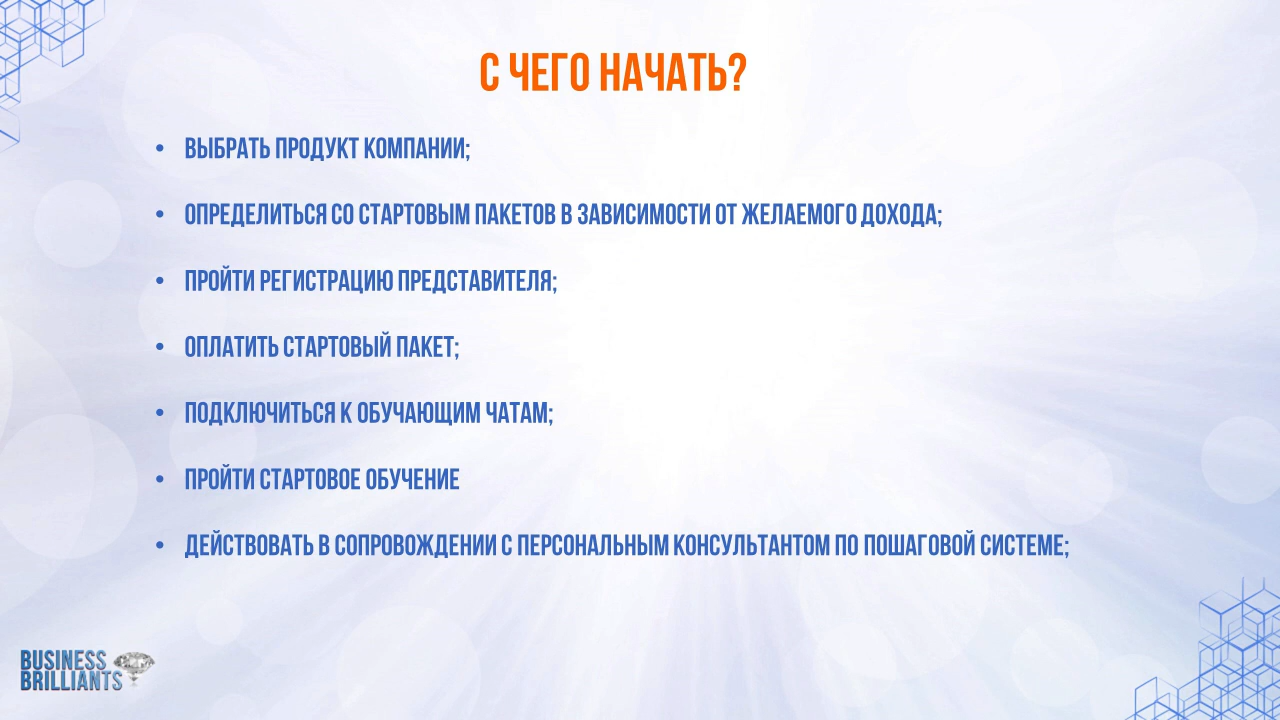 С ЧЕГО НАЧАТЬ?
• ВЫБРАТЬ ПРОДУКТ КОМПАНИИ;
• ОПРЕДЕЛИТЬСЯ СО СТАРТОВЫМ ПАКЕТОВ В ЗАВИСИМОСТИ ОТ ЖЕЛАЕМОГО ДОХОДА;
• ПРОЙТИ РЕГИСТРАЦИЮ ПРЕДСТАВИТЕЛЯ;
• ОПЛАТИТЬ СТАРТОВЫЙ ПАКЕТ;
• ПОДКЛЮЧИТЬСЯ К ОБУЧАЮЩИМ ЧАТАМ;
• ПРОЙТИ СТАРТОВОЕ ОБУЧЕНИЕ
• ДЕЙСТВОВАТЬ В СОПРОВОЖДЕНИИ С ПЕРСОНАЛЬНЫМ КОНСУЛЬТАНТОМ ПО ПОШАГОВОЙ СИСТЕМЕ;
BUSINESS
BRILLIANTS